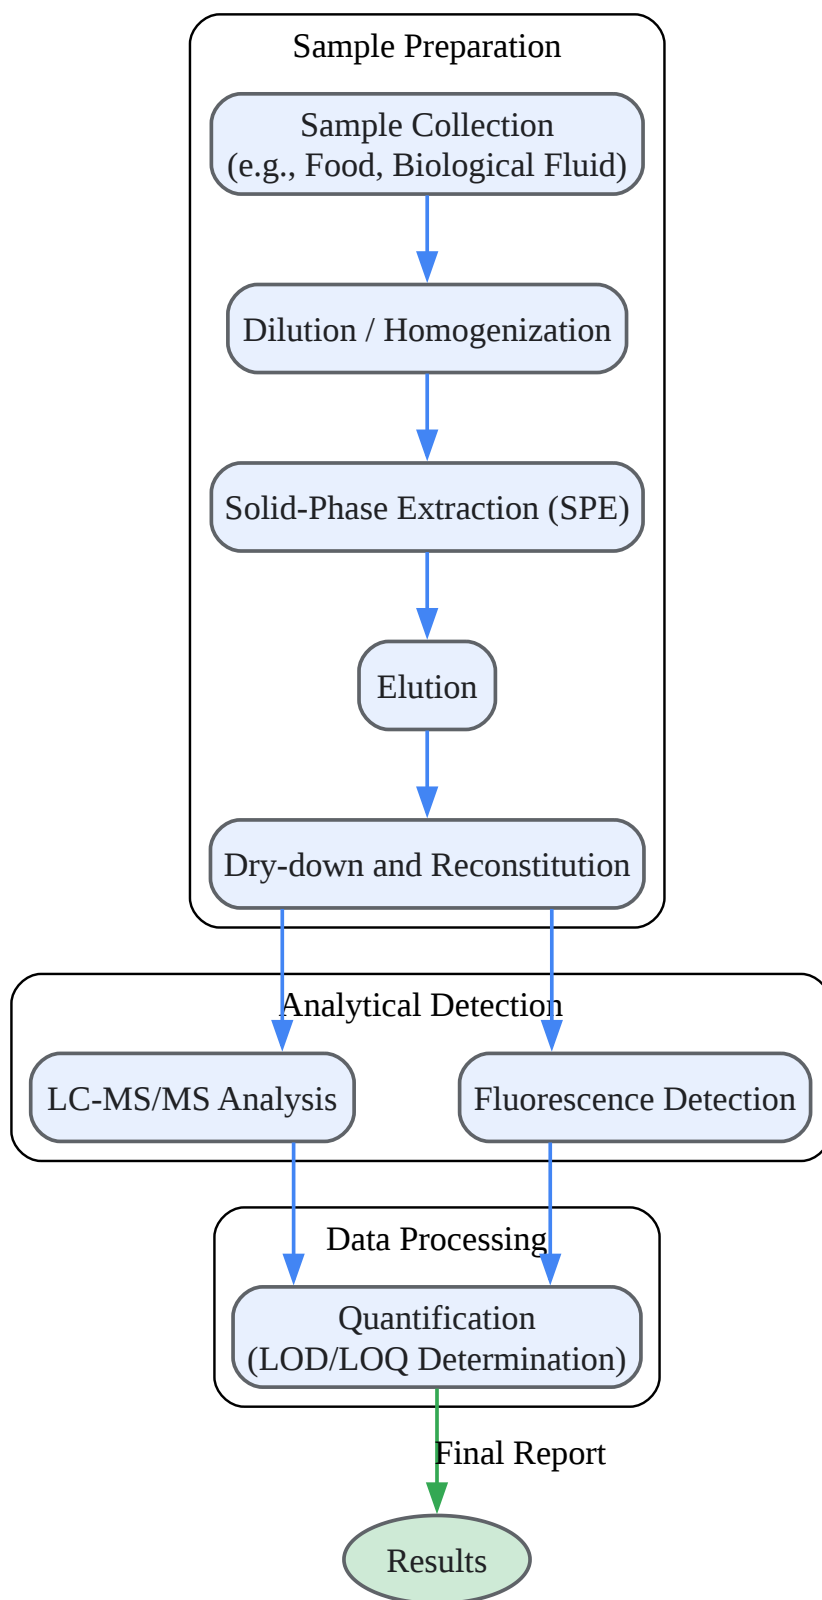 Sample Preparation
Sample Collection
(e.g., Food, Biological Fluid)
Dilution / Homogenization
Solid-Phase Extraction (SPE)
Elution
Dry-down and Reconstitution
Analytical Detection
LC-MS/MS Analysis
Fluorescence Detection
Data Processing
Quantification
(LOD/LOQ Determination)
Final Report
Results